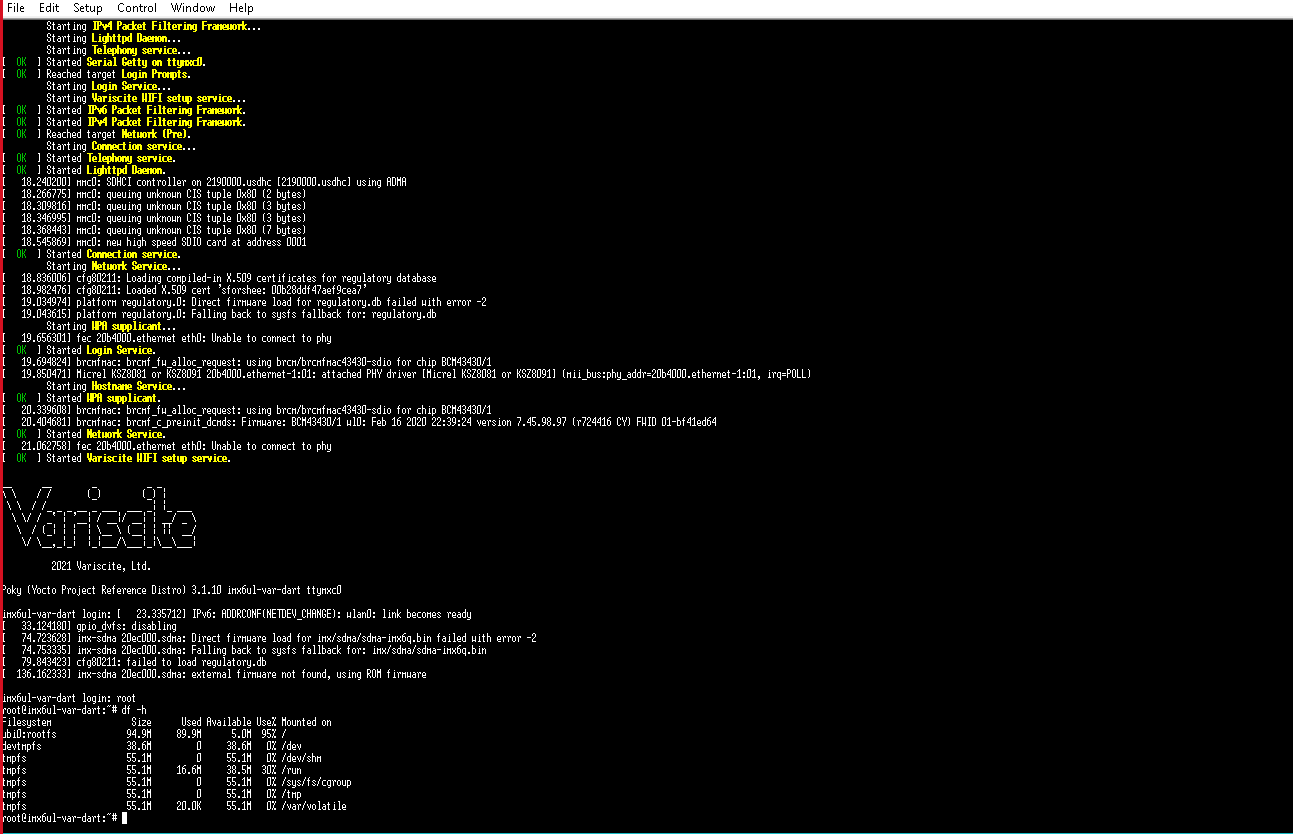 File Edit Setup Control Window Help
Starting IPv4 Packet Filtering Framework...
Starting Lighttpd Daemon...
Starting Telephony service...
[ OK ] Started Serial Getty on ttymxc0.
[ OK ] Reached target Login Prompts.
Starting Login Service...
Starting Variscite WIFI setup service...
[ OK ] Started IPv6 Packet Filtering Framework.
[ OK ] Started IPv4 Packet Filtering Framework.
[ OK ] Reached target Network (Pre).
Starting Connection service...
[ OK ] Started Telephony service.
[ OK ] Started Lighttpd Daemon.
[ 18.240200] mmc0: SDHCI controller on 2190000.usdhc [2190000.usdhc] using ADMA
[ 18.266775] mmc0: queuing unknown CIS tuple 0x80 (2 bytes)
[ 18.309816] mmc0: queuing unknown CIS tuple 0x80 (3 bytes)
[ 18.346995] mmc0: queuing unknown CIS tuple 0x80 (3 bytes)
[ 18.368443] mmc0: queuing unknown CIS tuple 0x80 (7 bytes)
[ 18.545869] mmc0: new high speed SDIO card at address 0001
[ OK ] Started Connection service.
Starting Network Service...
[ 18.836006] cfg80211: Loading compiled-in X.509 certificates for regulatory database
[ 18.982476] cfg80211: Loaded X.509 cert 'sforshee: 00b28ddf47aef9cea7'
[ 19.034974] platform regulatory.0: Direct firmware load for regulatory.db failed with error -2
[ 19.043615] platform regulatory.0: Falling back to sysfs fallback for: regulatory.db
Starting WPA supplicant...
[ 19.656301] fec 20b4000.ethernet eth0: Unable to connect to phy
[ OK ] Started Login Service.
[ 19.694824] brcmfmac: brcmf_fw_alloc_request: using brcm/brcmfmac43430-sdio for chip BCM43430/1
[ 19.850471] Micrel KSZ8081 or KSZ8091 20b4000.ethernet-1:01: attached PHY driver [Micrel KSZ8081 or KSZ8091] (mii_bus:phy_addr=20b4000.ethernet-1:01, irq=POLL)
Starting Hostname Service...
[ OK ] Started WPA supplicant.
[ 20.339608] brcmfmac: brcmf_fw_alloc_request: using brcm/brcmfmac43430-sdio for chip BCM43430/1
[ 20.404681] brcmfmac: brcmf_c_preinit_dcmds: Firmware: BCM43430/1 wl0: Feb 16 2020 22:39:24 version 7.45.98.97 (r724416 CY) FWID 01-bf41ed64
[ OK ] Started Network Service.
[ 21.062758] fec 20b4000.ethernet eth0: Unable to connect to phy
[ OK ] Started Variscite WIFI setup service.
Variscite
2021 Variscite, Ltd.
Poky (Yocto Project Reference Distro) 3.1.10 imx6ul-var-dart ttymxc0
imx6ul-var-dart login: [ 23.335712] IPv6: ADDRCONF(NETDEV_CHANGE): wlan0: link becomes ready
[ 33.124180] gpio_dvfs: disabling
[ 74.723628] imx-sdma 20ec000.sdma: Direct firmware load for imx/sdma/sdma-imx6q.bin failed with error -2
[ 74.753335] imx-sdma 20ec000.sdma: Falling back to sysfs fallback for: imx/sdma/sdma-imx6q.bin
[ 79.843423] cfg80211: failed to load regulatory.db
[ 136.162333] imx-sdma 20ec000.sdma: external firmware not found, using ROM firmware
imx6ul-var-dart login: root
root@imx6ul-var-dart:~# df -h
Filesystem Size Used Available Use% Mounted on
ubi0:rootfs 94.9M 89.9M 5.0M 95% /
devtmpfs 38.6M 0 38.6M 0% /dev
tmpfs 55.1M 0 55.1M 0% /dev/shm
tmpfs 55.1M 16.6M 38.5M 30% /run
tmpfs 55.1M 0 55.1M 0% /sys/fs/cgroup
tmpfs 55.1M 0 55.1M 0% /tmp
tmpfs 55.1M 20.0K 55.1M 0% /var/volatile
root@imx6ul-var-dart:~#